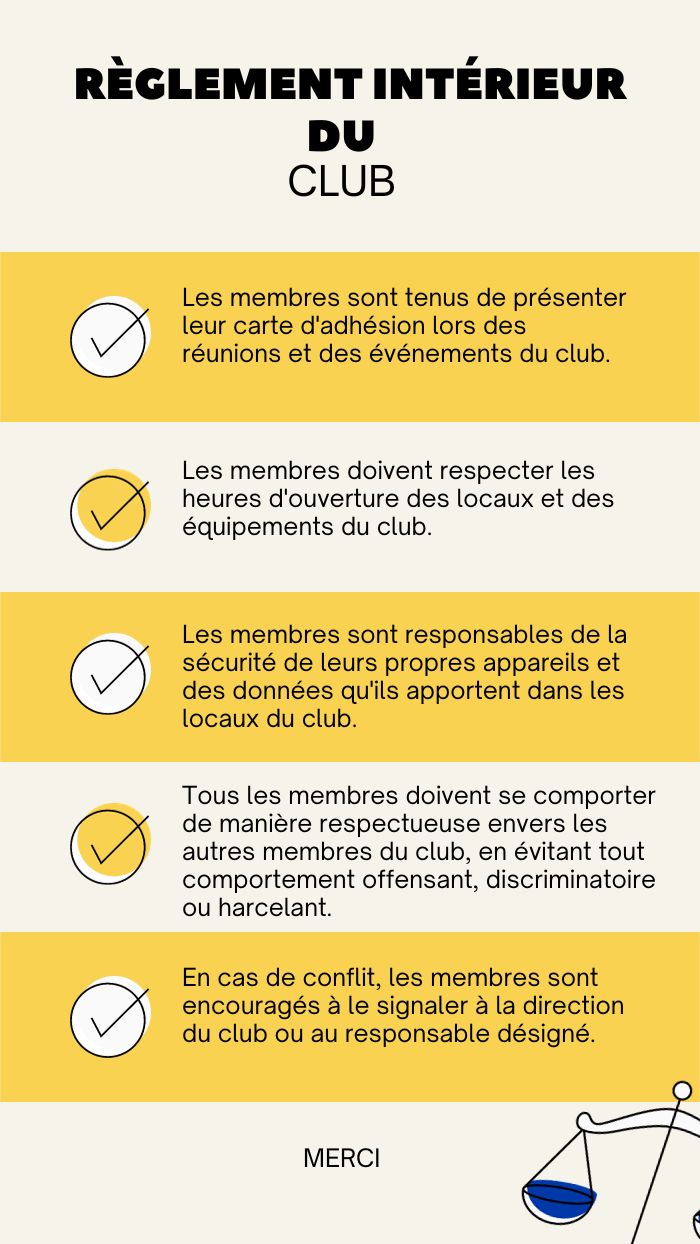 RÈGLEMENT INTÉRIEUR
DU
CLUB
Les membres sont tenus de présenter
leur carte d'adhésion lors des
réunions et des événements du club.
Les membres doivent respecter les
heures d'ouverture des locaux et des
équipements du club.
Les membres sont responsables de la
sécurité de leurs propres appareils et
des données qu'ils apportent dans les
locaux du club.
Tous les membres doivent se comporter
de manière respectueuse envers les
autres membres du club, en évitant tout
comportement offensant, discriminatoire
ou harcelant.
En cas de conflit, les membres sont
encouragés à le signaler à la direction
du club ou au responsable désigné.
MERCI